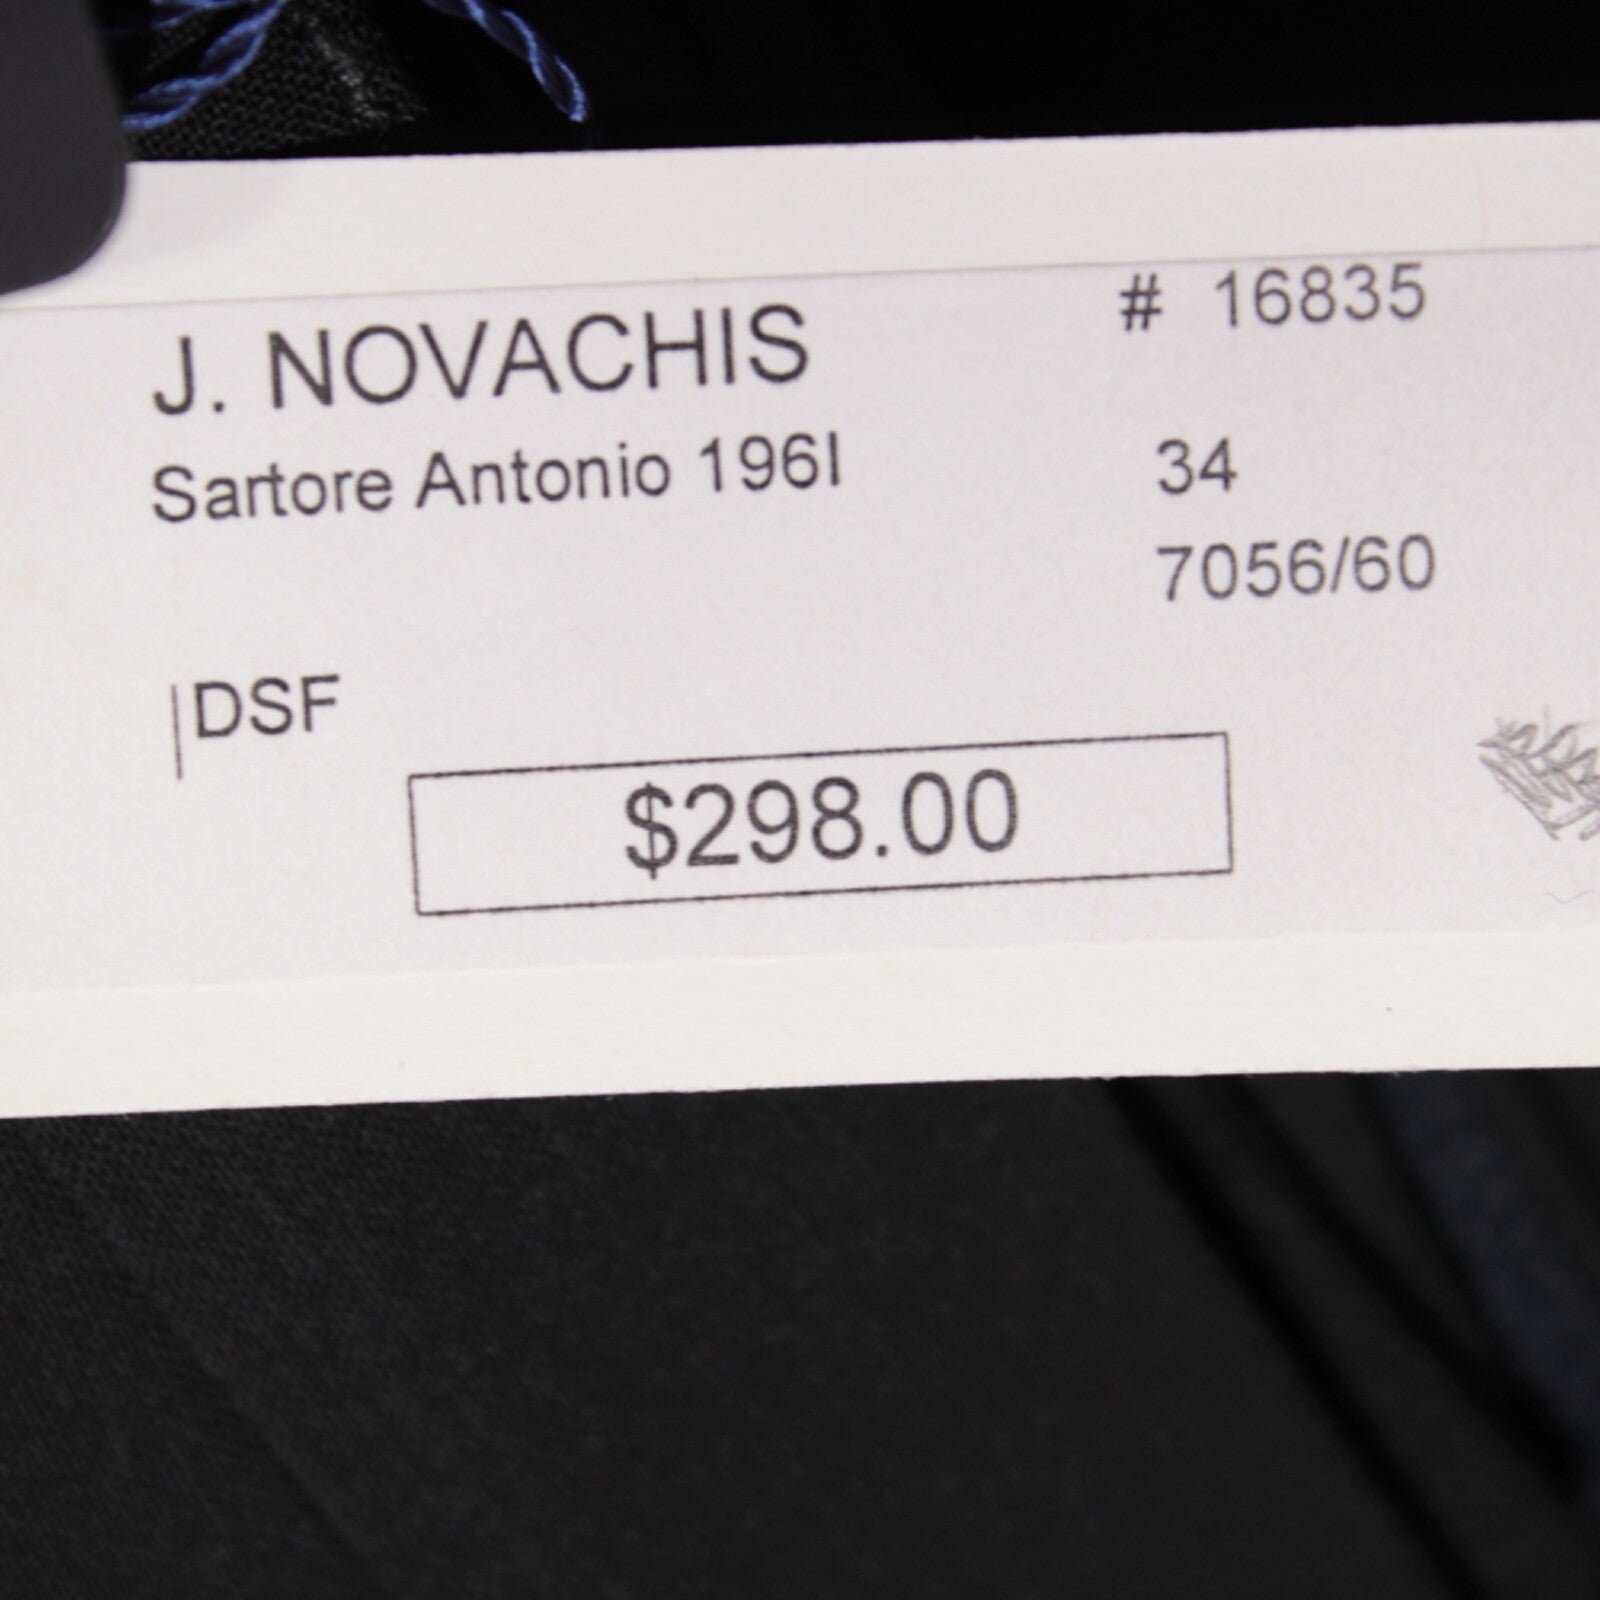 J. NOVACHIS # 16835
Sartore Antonio 196I 34
7056/60
DSF
$298.00